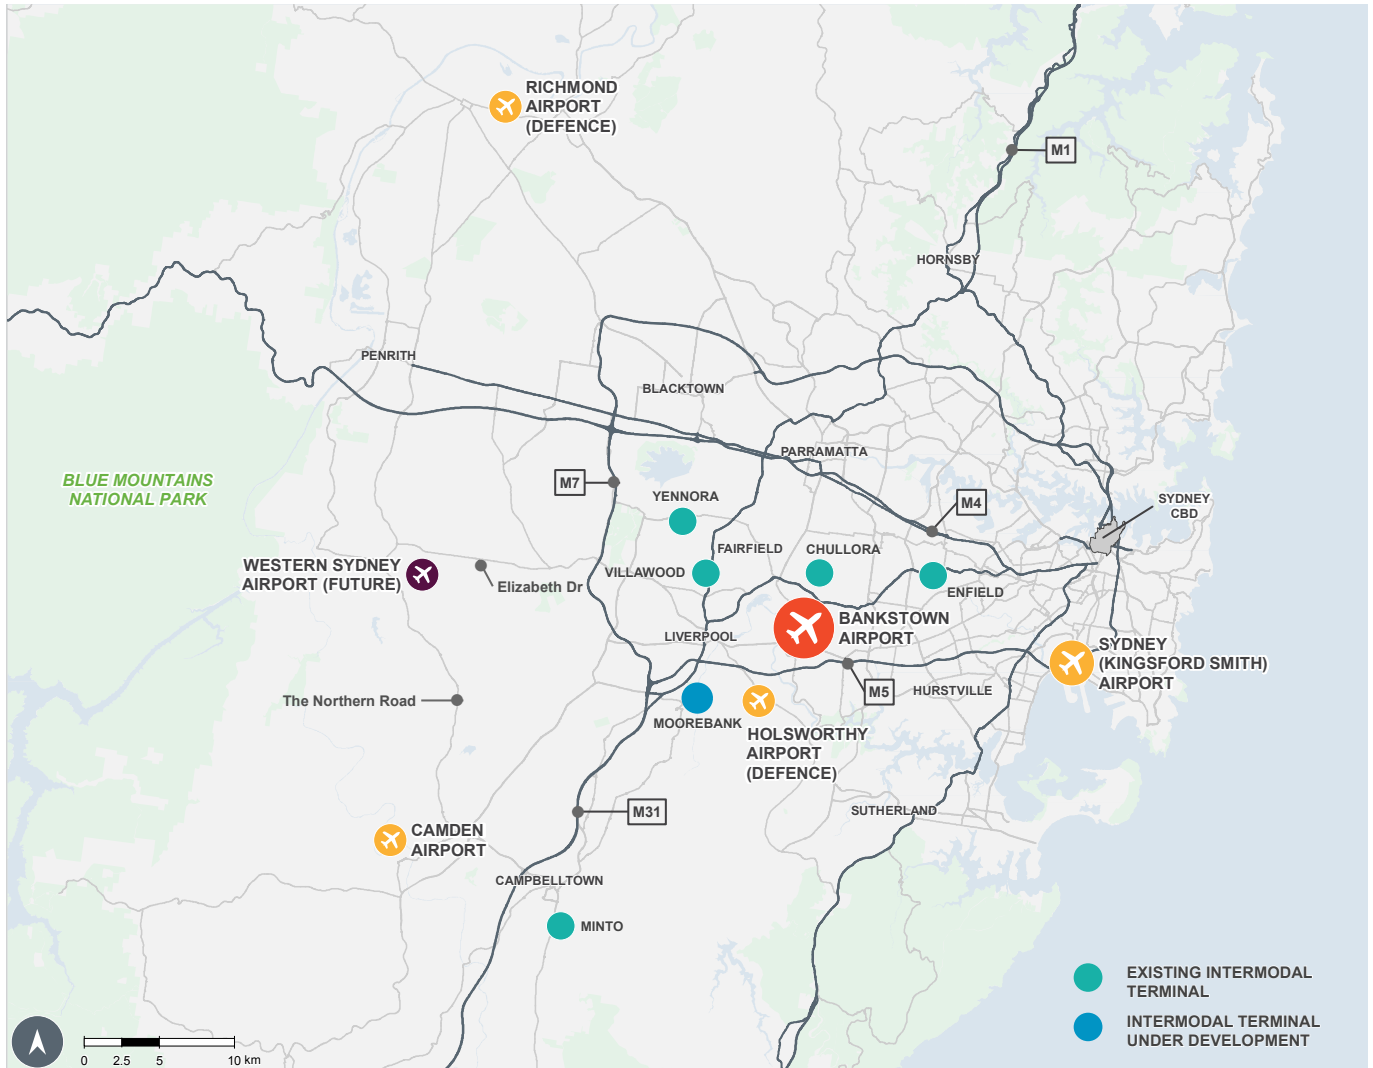 RICHMOND
AIRPORT
(DEFENCE)
M1
HORNSBY
PENRITH
BLACKTOWN
PARRAMATTA
BLUE MOUNTAINS
NATIONAL PARK
M7
YENNORA
M4
SYDNEY
CBD
FAIRFIELD
CHULLORA
WESTERN SYDNEY
AIRPORT (FUTURE)
VILLAWOOD
Elizabeth Dr
ENFIELD
BANKSTOWN
AIRPORT
LIVERPOOL
SYDNEY
(KINGSFORD SMITH)
AIRPORT
The Northern Road
M5
HURSTVILLE
MOOREBANK
HOLSWORTHY
AIRPORT
(DEFENCE)
M31
SUTHERLAND
CAMDEN
AIRPORT
CAMPBELLTOWN
MINTO
EXISTING INTERMODAL
TERMINAL
INTERMODAL TERMINAL
UNDER DEVELOPMENT
0 2.5 5 10 km